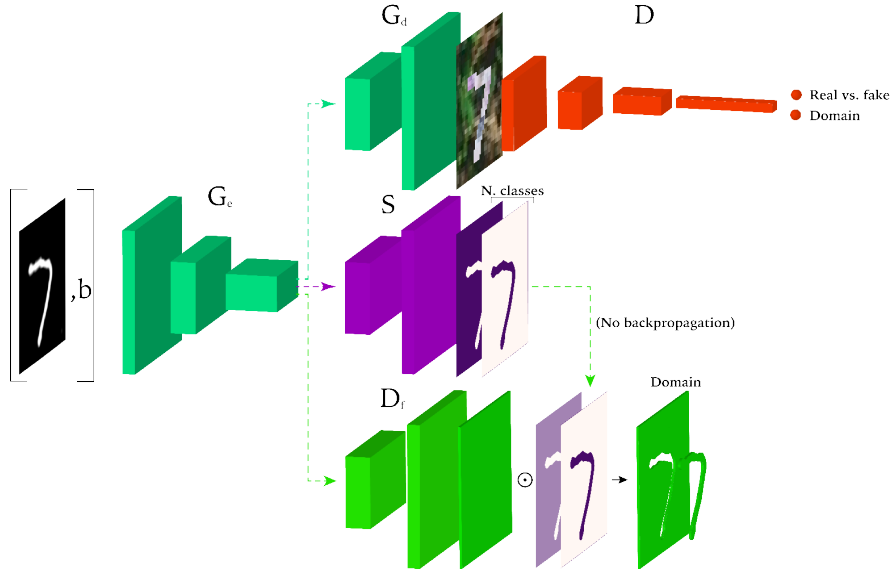 G_d
D
Real vs. fake
Domain
G_e
S
N. classes
,b
(No backpropagation)
D_f
Domain